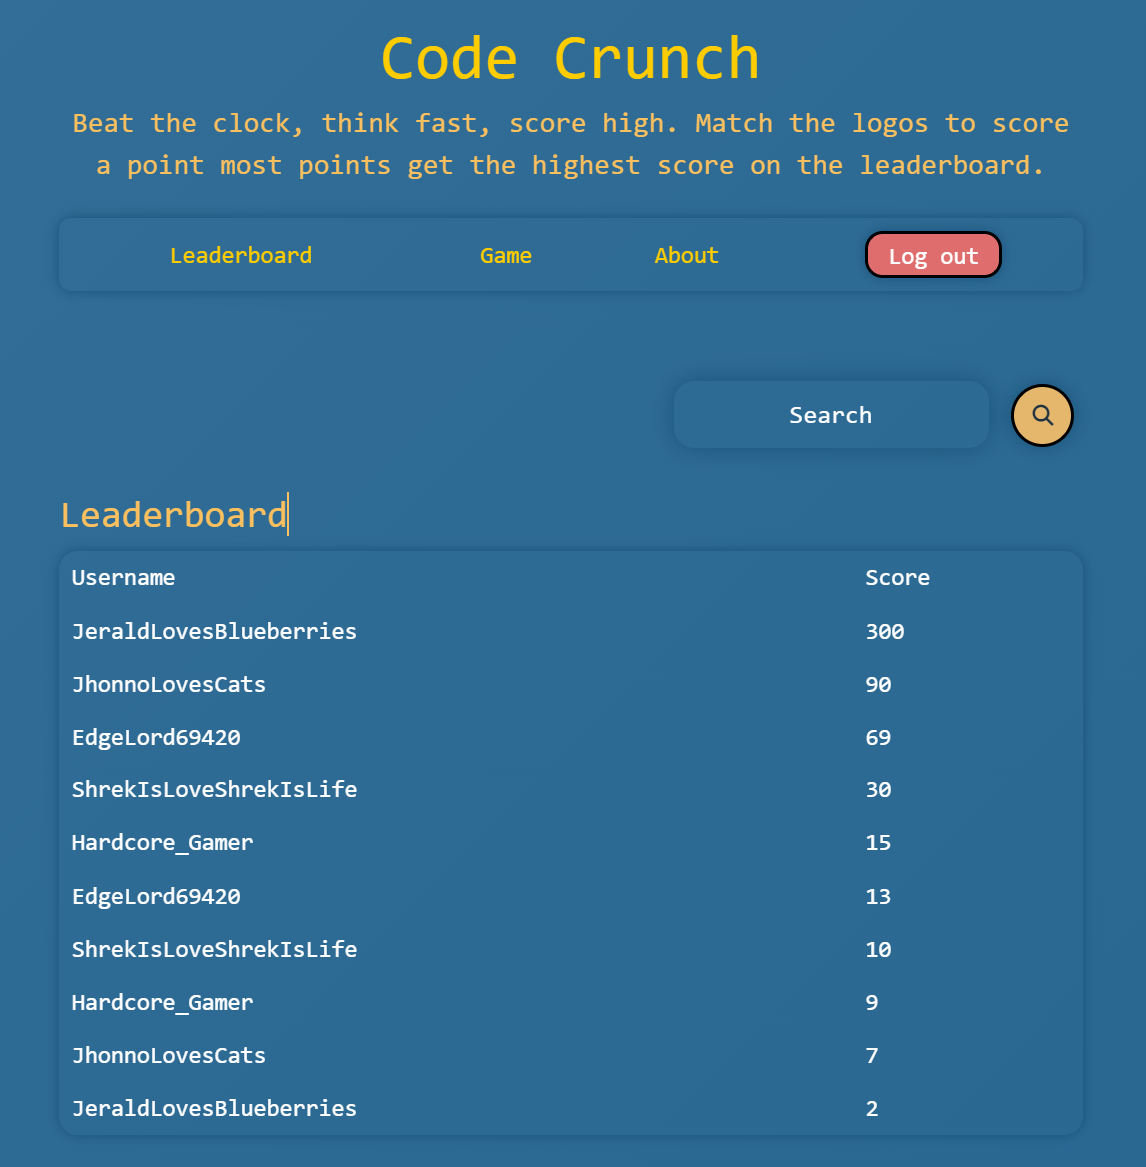 Code Crunch
Beat the clock, think fast, score high. Match the logos to score
a point most points get the highest score on the leaderboard.
Leaderboard Game About Log out
Search
Leaderboard
Username Score
JeraldLovesBlueberries 300
JhonnoLovesCats 90
EdgeLord69420 69
ShrekIsLoveShrekIsLife 30
Hardcore_Gamer 15
EdgeLord69420 13
ShrekIsLoveShrekIsLife 10
Hardcore_Gamer 9
JhonnoLovesCats 7
JeraldLovesBlueberries 2